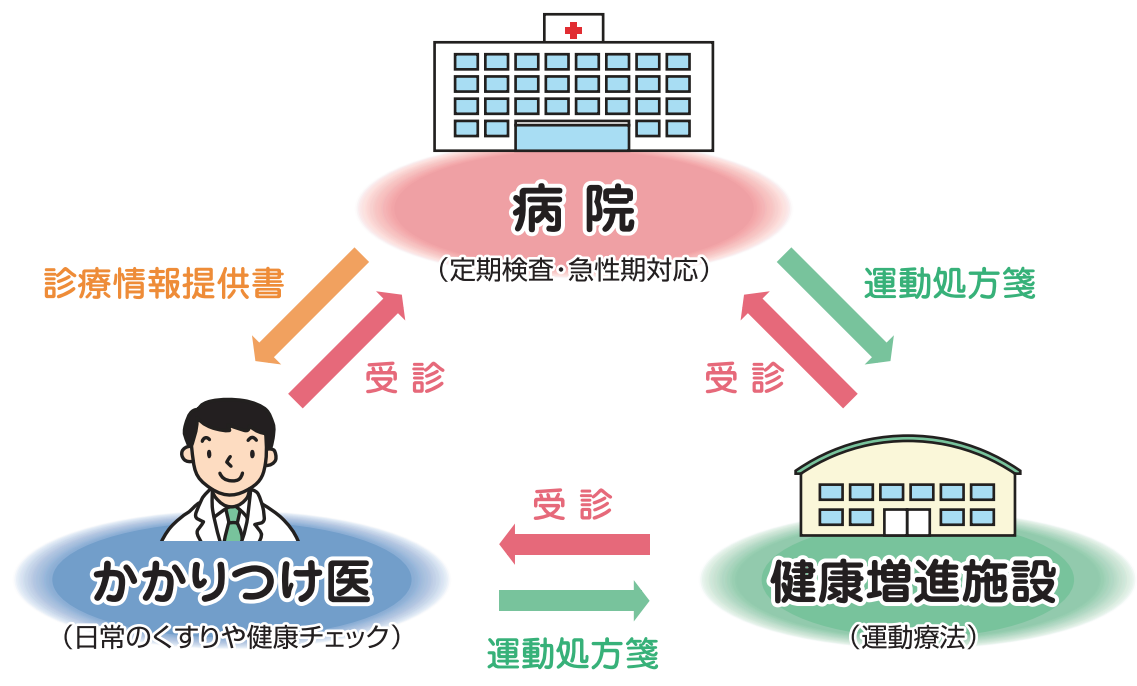 病院
（定期検査・急性期対応）
診療情報提供書
運動処方箋
受診
受診
受診
かかりつけ医
（日常のくすりや健康チェック）
健康増進施設
（運動療法）
運動処方箋